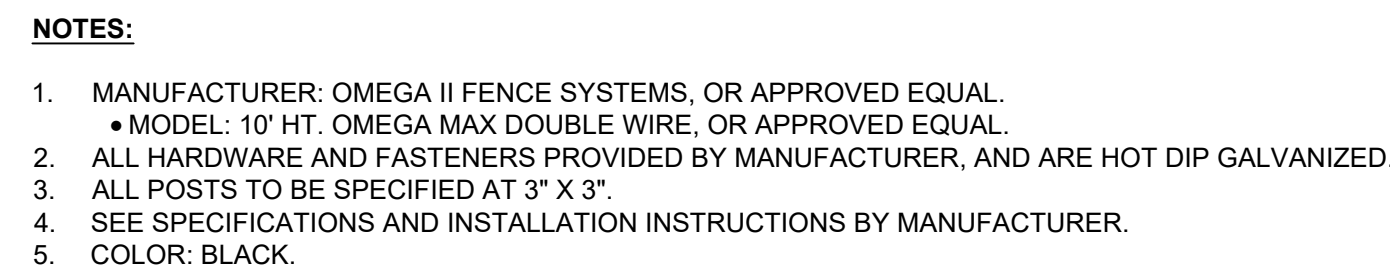 NOTES:
1. MANUFACTURER: OMEGA II FENCE SYSTEMS, OR APPROVED EQUAL.
• MODEL: 10' HT. OMEGA MAX DOUBLE WIRE, OR APPROVED EQUAL.
2. ALL HARDWARE AND FASTENERS PROVIDED BY MANUFACTURER, AND ARE HOT DIP GALVANIZED.
3. ALL POSTS TO BE SPECIFIED AT 3" X 3".
4. SEE SPECIFICATIONS AND INSTALLATION INSTRUCTIONS BY MANUFACTURER.
5. COLOR: BLACK.